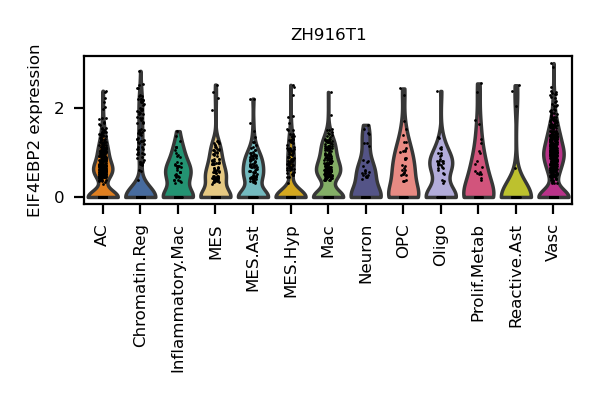 ZH916T1
EIF4EBP2 expression
2
0
AC
Chromatin.Reg
Inflammatory.Mac
MES
MES.Ast
MES.Hyp
Mac
Neuron
OPC
Oligo
Prolif.Metab
Reactive.Ast
Vasc